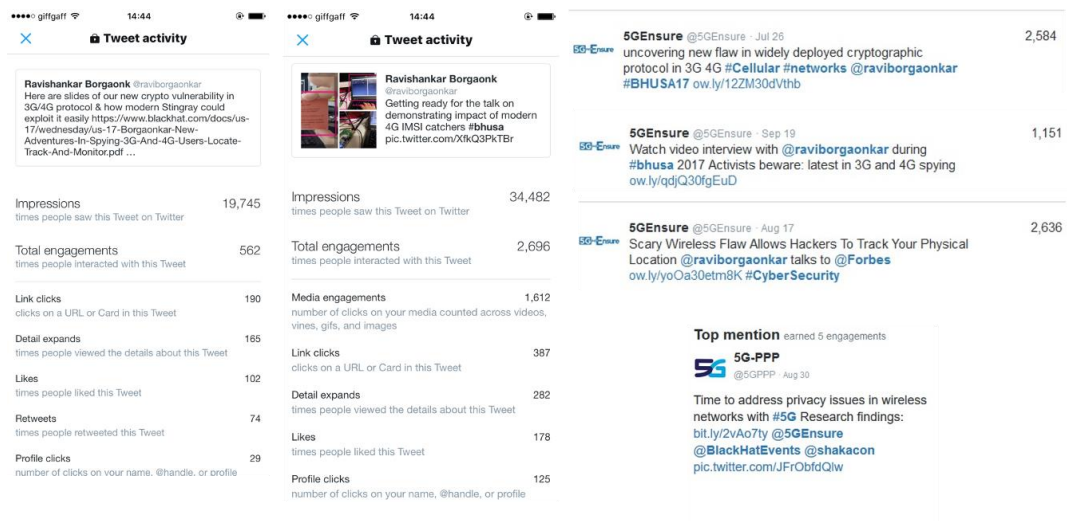 giffgaff 14:44
Tweet activity
Ravishankar Borgaonk @raviborgaonkar
Here are slides of our new crypto vulnerability in
3G/4G protocol & how modern Stingray could
exploit it easily https://www.blackhat.com/docs/us-
17/wednesday/us-17-Borgaonkar-New-
Adventures-In-Spying-3G-And-4G-Users-Locate-
Track-And-Monitor.pdf ...
Impressions 19,745
times people saw this Tweet on Twitter
Total engagements 562
times people interacted with this Tweet
Link clicks 190
clicks on a URL or Card in this Tweet
Detail expands 165
times people viewed the details about this Tweet
Likes 102
times people liked this Tweet
Retweets 74
times people retweeted this Tweet
Profile clicks 29
number of clicks on your name, @handle, or profile
giffgaff 14:44
Tweet activity
Ravishankar Borgaonk
@raviborgaonkar
Getting ready for the talk on
demonstrating impact of modern
4G IMSI catchers #bhusa
pic.twitter.com/XfkQ3PkTBr
Impressions 34,482
times people saw this Tweet on Twitter
Total engagements 2,696
times people interacted with this Tweet
Media engagements 1,612
number of clicks on your media counted across videos,
vines, gifs, and images
Link clicks 387
clicks on a URL or Card in this Tweet
Detail expands 282
times people viewed the details about this Tweet
Likes 178
times people liked this Tweet
Profile clicks 125
number of clicks on your name, @handle, or profile
5G-Ensure
5GEnsure @5GEnsure · Jul 26 2,584
uncovering new flaw in widely deployed cryptographic
protocol in 3G 4G #Cellular #networks @raviborgaonkar
#BHUSA17 ow.ly/12ZM30dVthb
5G-Ensure
5GEnsure @5GEnsure · Sep 19 1,151
Watch video interview with @raviborgaonkar during
#bhusa 2017 Activists beware: latest in 3G and 4G spying
ow.ly/qdjQ30fgEuD
5G-Ensure
5GEnsure @5GEnsure · Aug 17 2,636
Scary Wireless Flaw Allows Hackers To Track Your Physical
Location @raviborgaonkar talks to @Forbes
ow.ly/yoOa30etm8K #CyberSecurity
Top mention earned 5 engagements
5G
5G-PPP
@5GPPP · Aug 30
Time to address privacy issues in wireless
networks with #5G Research findings:
bit.ly/2vAo7ty @5GEnsure
@BlackHatEvents @shakacon
pic.twitter.com/JFrObfdQlw